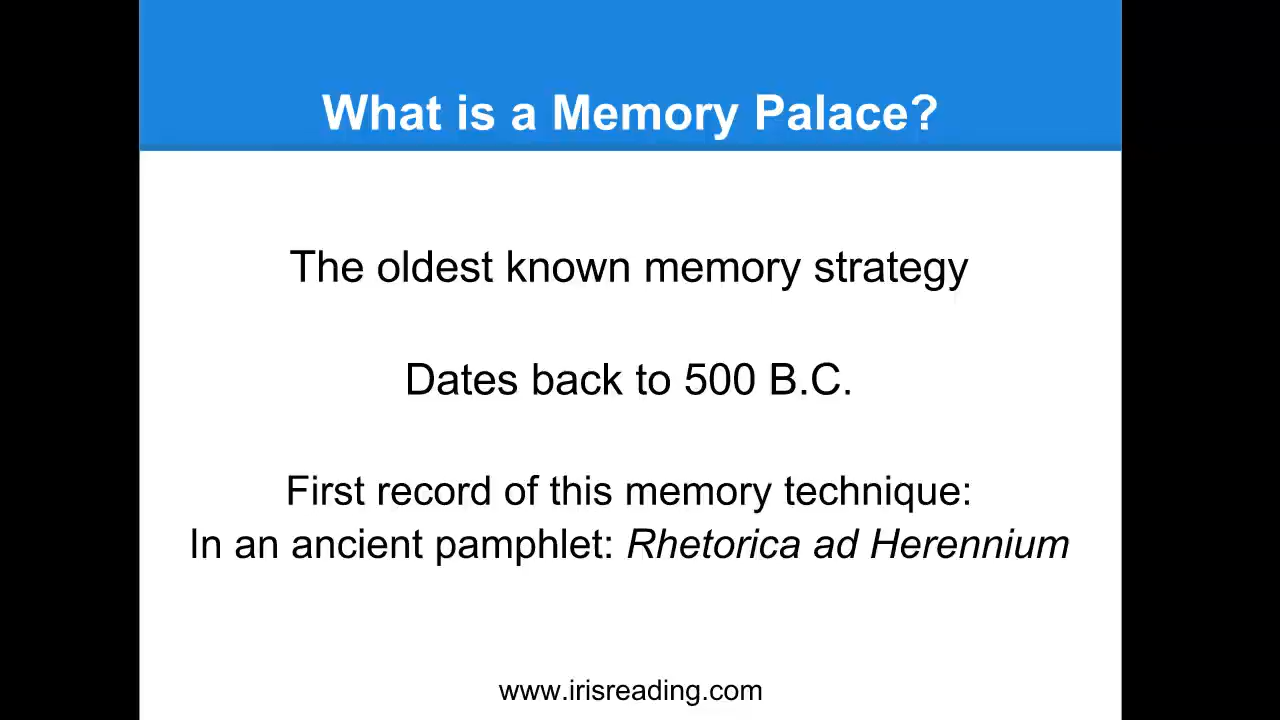 What is a Memory Palace?
The oldest known memory strategy
Dates back to 500 B.C.
First record of this memory technique:
In an ancient pamphlet: Rhetorica ad Herennium
www.irisreading.com